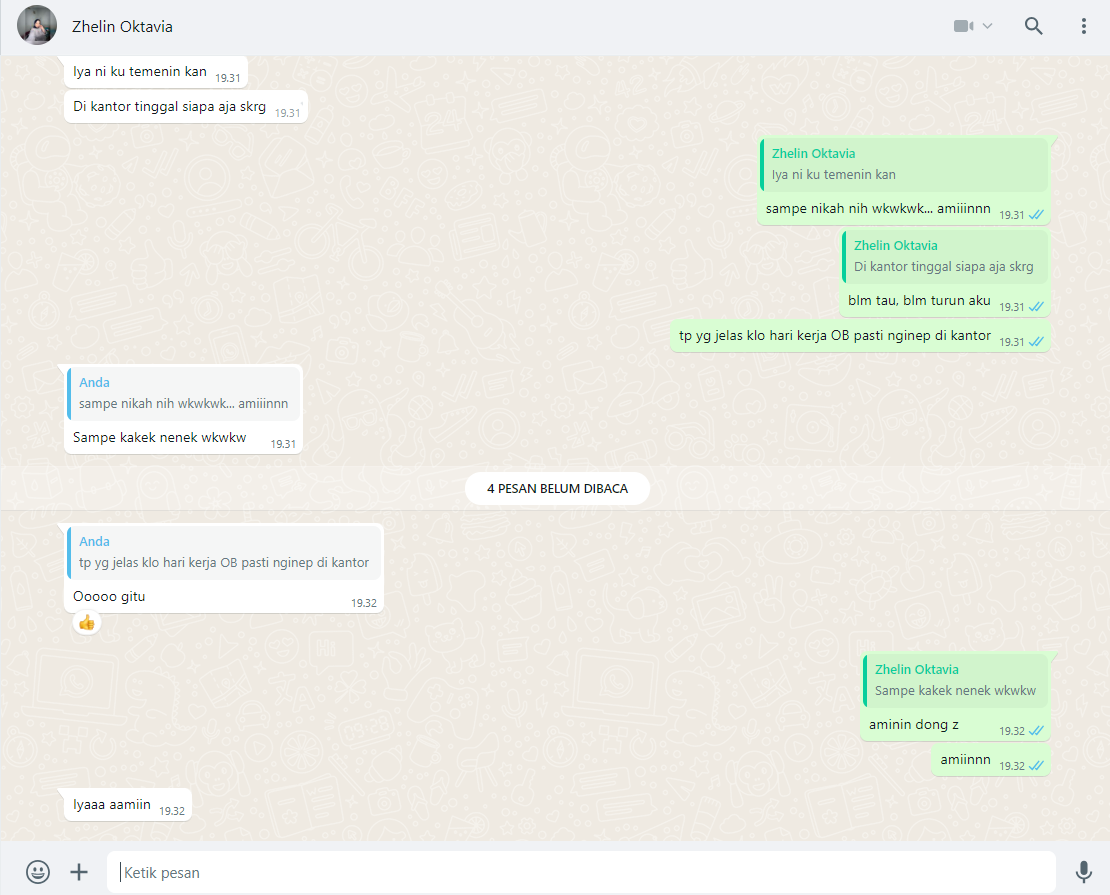 Zhelin Oktavia
Iya ni ku temenin kan 19.31
Di kantor tinggal siapa aja skrg 19.31
Zhelin Oktavia
Iya ni ku temenin kan
sampe nikah nih wkwkwk... amiiinnn 19.31
Zhelin Oktavia
Di kantor tinggal siapa aja skrg
blm tau, blm turun aku 19.31
tp yg jelas klo hari kerja OB pasti nginep di kantor 19.31
Anda
sampe nikah nih wkwkwk... amiiinnn
Sampe kakek nenek wkwkw 19.31
4 PESAN BELUM DIBACA
Anda
tp yg jelas klo hari kerja OB pasti nginep di kantor
Ooooo gitu 19.32
Zhelin Oktavia
Sampe kakek nenek wkwkw
aminin dong z 19.32
amiinnn 19.32
Iyaaa aamiin 19.32
Ketik pesan